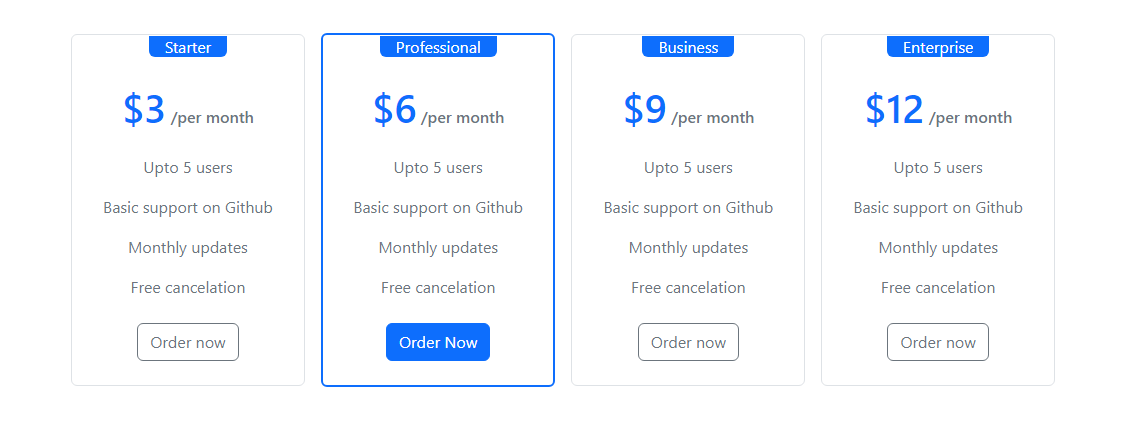 Starter
$3 /per month
Upto 5 users
Basic support on Github
Monthly updates
Free cancelation
Order now
Professional
$6 /per month
Upto 5 users
Basic support on Github
Monthly updates
Free cancelation
Order Now
Business
$9 /per month
Upto 5 users
Basic support on Github
Monthly updates
Free cancelation
Order now
Enterprise
$12 /per month
Upto 5 users
Basic support on Github
Monthly updates
Free cancelation
Order now